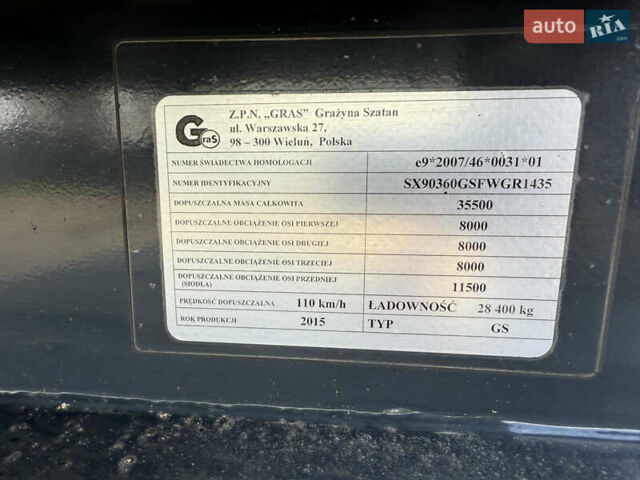 auto RIA
.com
GraS
Z.P.N. „GRAS” Grażyna Szatan
ul. Warszawska 27,
98 – 300 Wieluń, Polska
NUMER ŚWIADECTWA HOMOLOGACJI e9*2007/46*0031*01
NUMER IDENTYFIKACYJNY SX90360GSFWGR1435
DOPUSZCZALNA MASA CAŁKOWITA 35500
DOPUSZCZALNE OBCIĄŻENIE OSI PIERWSZEJ 8000
DOPUSZCZALNE OBCIĄŻENIE OSI DRUGIEJ 8000
DOPUSZCZALNE OBCIĄŻENIE OSI TRZECIEJ 8000
DOPUSZCZALNE OBCIĄŻENIE OSI PRZEDNIEJ
(SIODŁA) 11500
PRĘDKOŚĆ DOPUSZCZALNA 110 km/h ŁADOWNOŚĆ 28 400 kg
ROK PRODUKCJI 2015 TYP GS